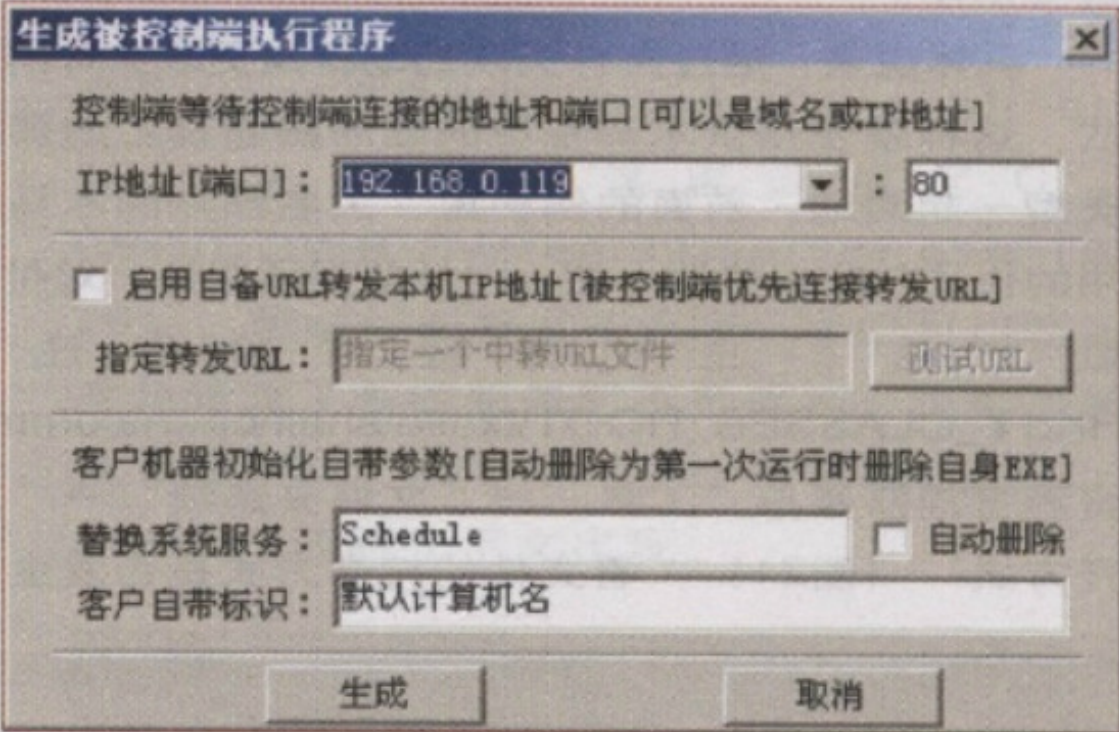 生成被控制端执行程序
控制端等待控制端连接的地址和端口[可以是域名或IP地址]
IP地址[端口]： 192.168.0.119 ： 80
启用自备URL转发本机IP地址[被控制端优先连接转发URL]
指定转发URL： 指定一个中转URL文件 测试URL
客户机器初始化自带参数[自动删除为第一次运行时删除自身EXE]
替换系统服务： Schedule 自动删除
客户自带标识： 默认计算机名
生成 取消